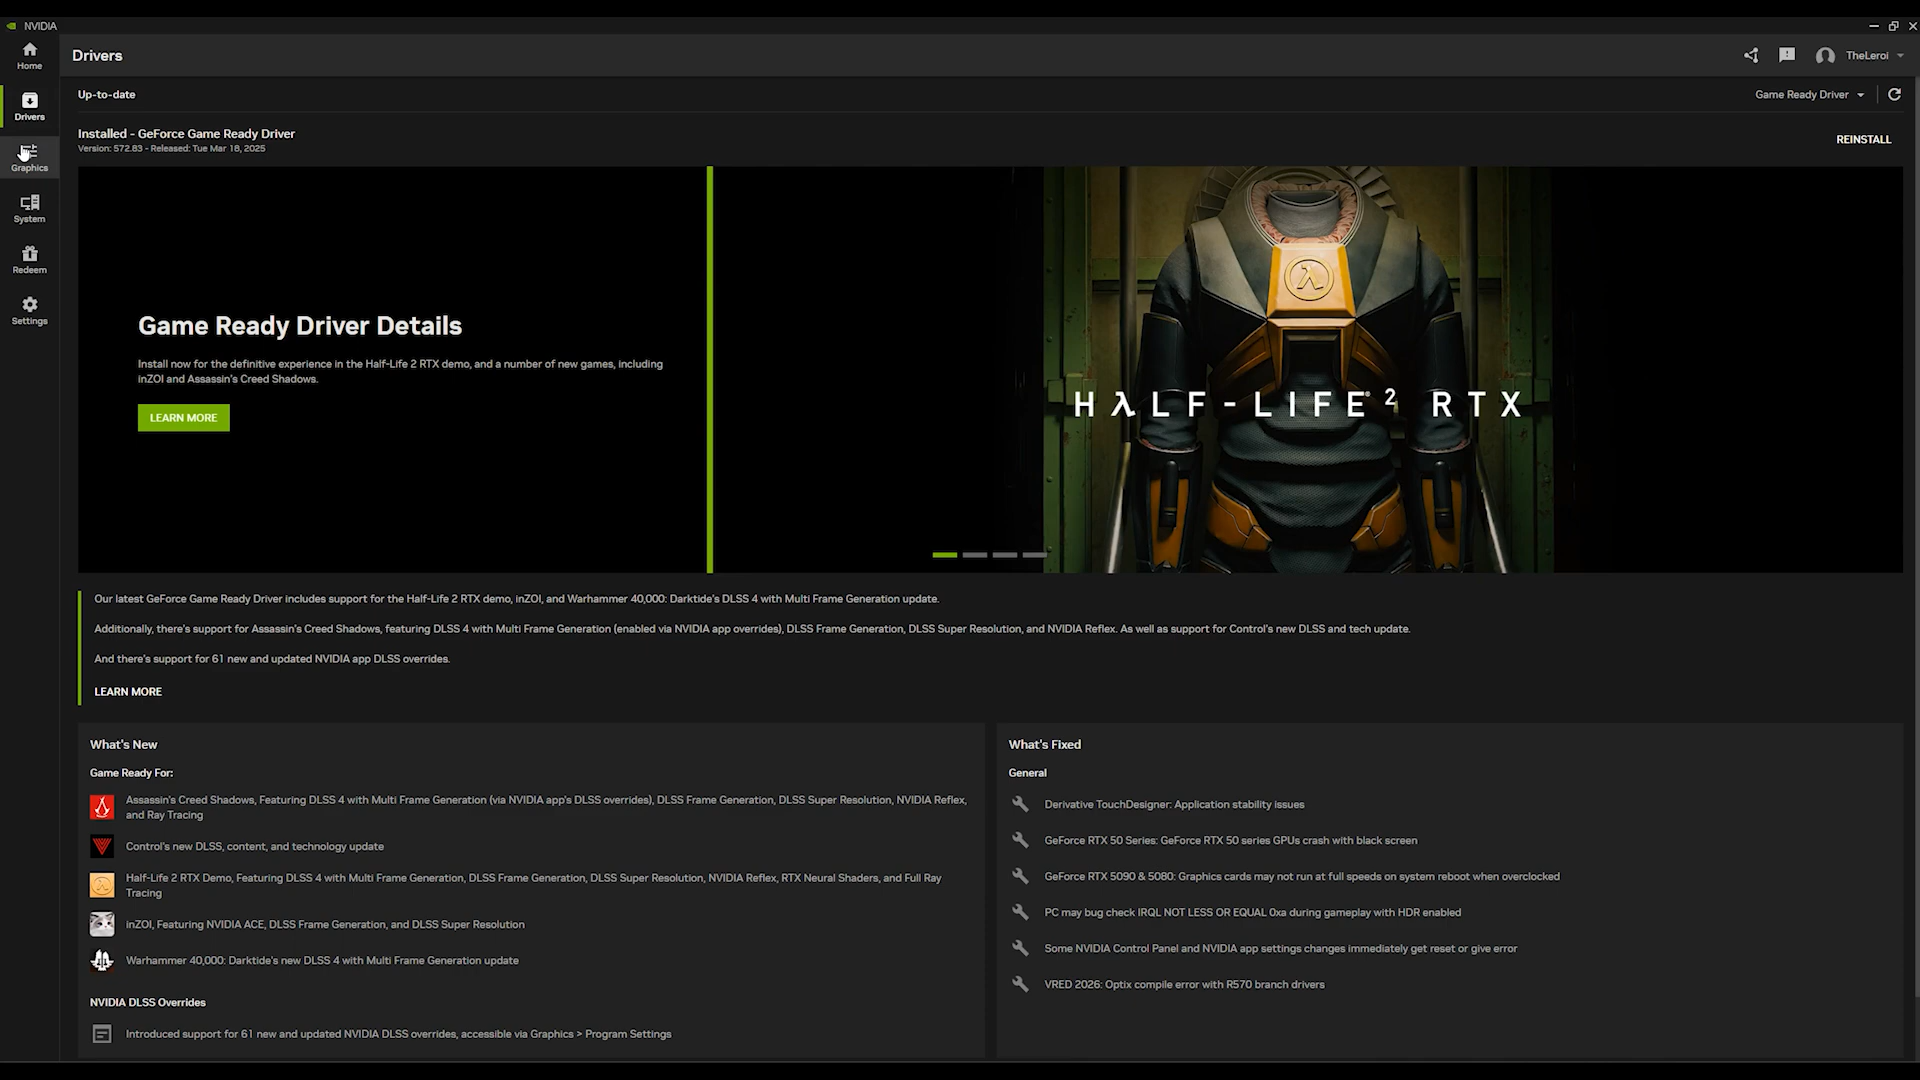 NVIDIA
Home
Drivers
Graphics
System
Redeem
Settings
Drivers
TheLeroi
Up-to-date
Game Ready Driver
Installed - GeForce Game Ready Driver
Version: 572.83 - Released: Tue Mar 18, 2025
REINSTALL
Game Ready Driver Details
Install now for the definitive experience in the Half-Life 2 RTX demo, and a number of new games, including
inZOI and Assassin's Creed Shadows.
LEARN MORE
HλLF-LIFE® 2 RTX
Our latest GeForce Game Ready Driver includes support for the Half-Life 2 RTX demo, inZOI, and Warhammer 40,000: Darktide's DLSS 4 with Multi Frame Generation update.
Additionally, there's support for Assassin's Creed Shadows, featuring DLSS 4 with Multi Frame Generation (enabled via NVIDIA app overrides), DLSS Frame Generation, DLSS Super Resolution, and NVIDIA Reflex. As well as support for Control's new DLSS and tech update.
And there's support for 61 new and updated NVIDIA app DLSS overrides.
LEARN MORE
What's New
Game Ready For:
Assassin's Creed Shadows, Featuring DLSS 4 with Multi Frame Generation (via NVIDIA app's DLSS overrides), DLSS Frame Generation, DLSS Super Resolution, NVIDIA Reflex,
and Ray Tracing
Control's new DLSS, content, and technology update
Half-Life 2 RTX Demo, Featuring DLSS 4 with Multi Frame Generation, DLSS Frame Generation, DLSS Super Resolution, NVIDIA Reflex, RTX Neural Shaders, and Full Ray
Tracing
inZOI, Featuring NVIDIA ACE, DLSS Frame Generation, and DLSS Super Resolution
Warhammer 40,000: Darktide's new DLSS 4 with Multi Frame Generation update
NVIDIA DLSS Overrides
Introduced support for 61 new and updated NVIDIA DLSS overrides, accessible via Graphics > Program Settings
What's Fixed
General
Derivative TouchDesigner: Application stability issues
GeForce RTX 50 Series: GeForce RTX 50 series GPUs crash with black screen
GeForce RTX 5090 & 5080: Graphics cards may not run at full speeds on system reboot when overclocked
PC may bug check IRQL NOT LESS OR EQUAL 0xa during gameplay with HDR enabled
Some NVIDIA Control Panel and NVIDIA app settings changes immediately get reset or give error
VRED 2026: Optix compile error with R570 branch drivers